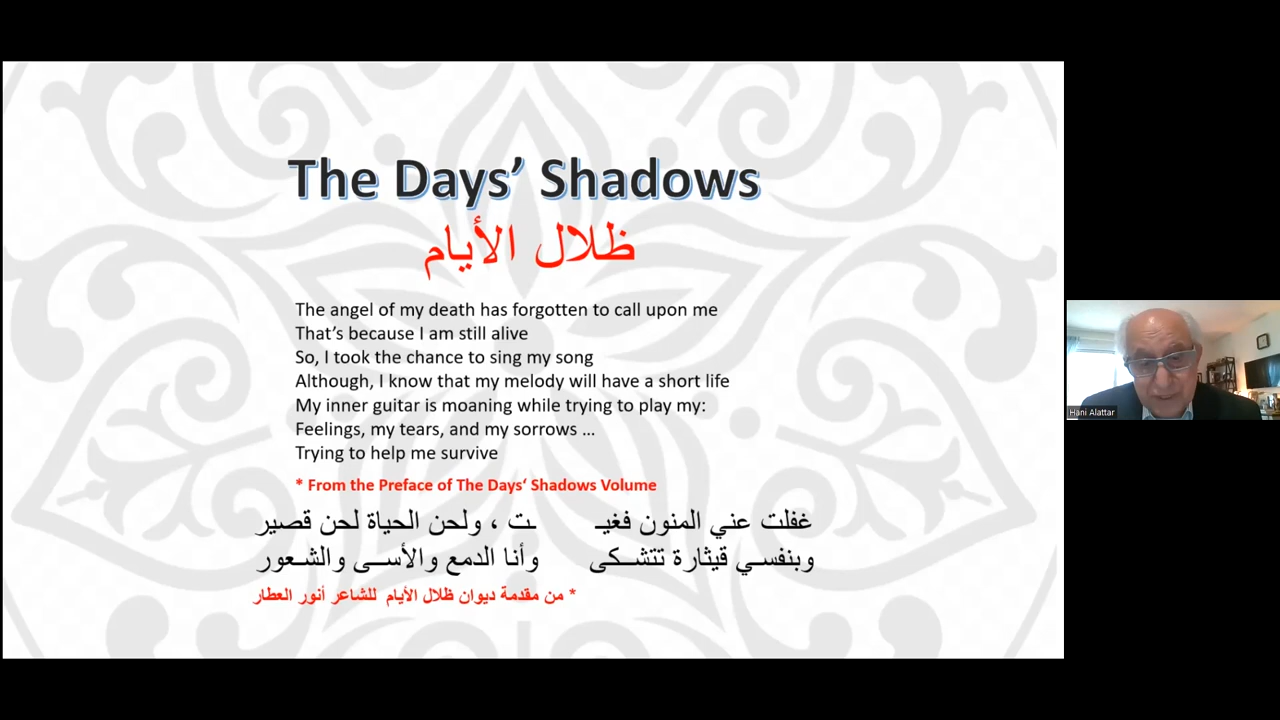 The Days’ Shadows
ظلال الأيام
The angel of my death has forgotten to call upon me
That’s because I am still alive
So, I took the chance to sing my song
Although, I know that my melody will have a short life
My inner guitar is moaning while trying to play my:
Feelings, my tears, and my sorrows ...
Trying to help me survive
* From the Preface of The Days‘ Shadows Volume
غفلت عني المنون فغيـ ـت ، ولحن الحياة لحن قصير
وبنفسـي قيثارة تتشـــكى وأنا الدمع والأســى والشـعور
* من مقدمة ديوان ظلال الأيام للشاعر أنور العطار
Hani Alattar